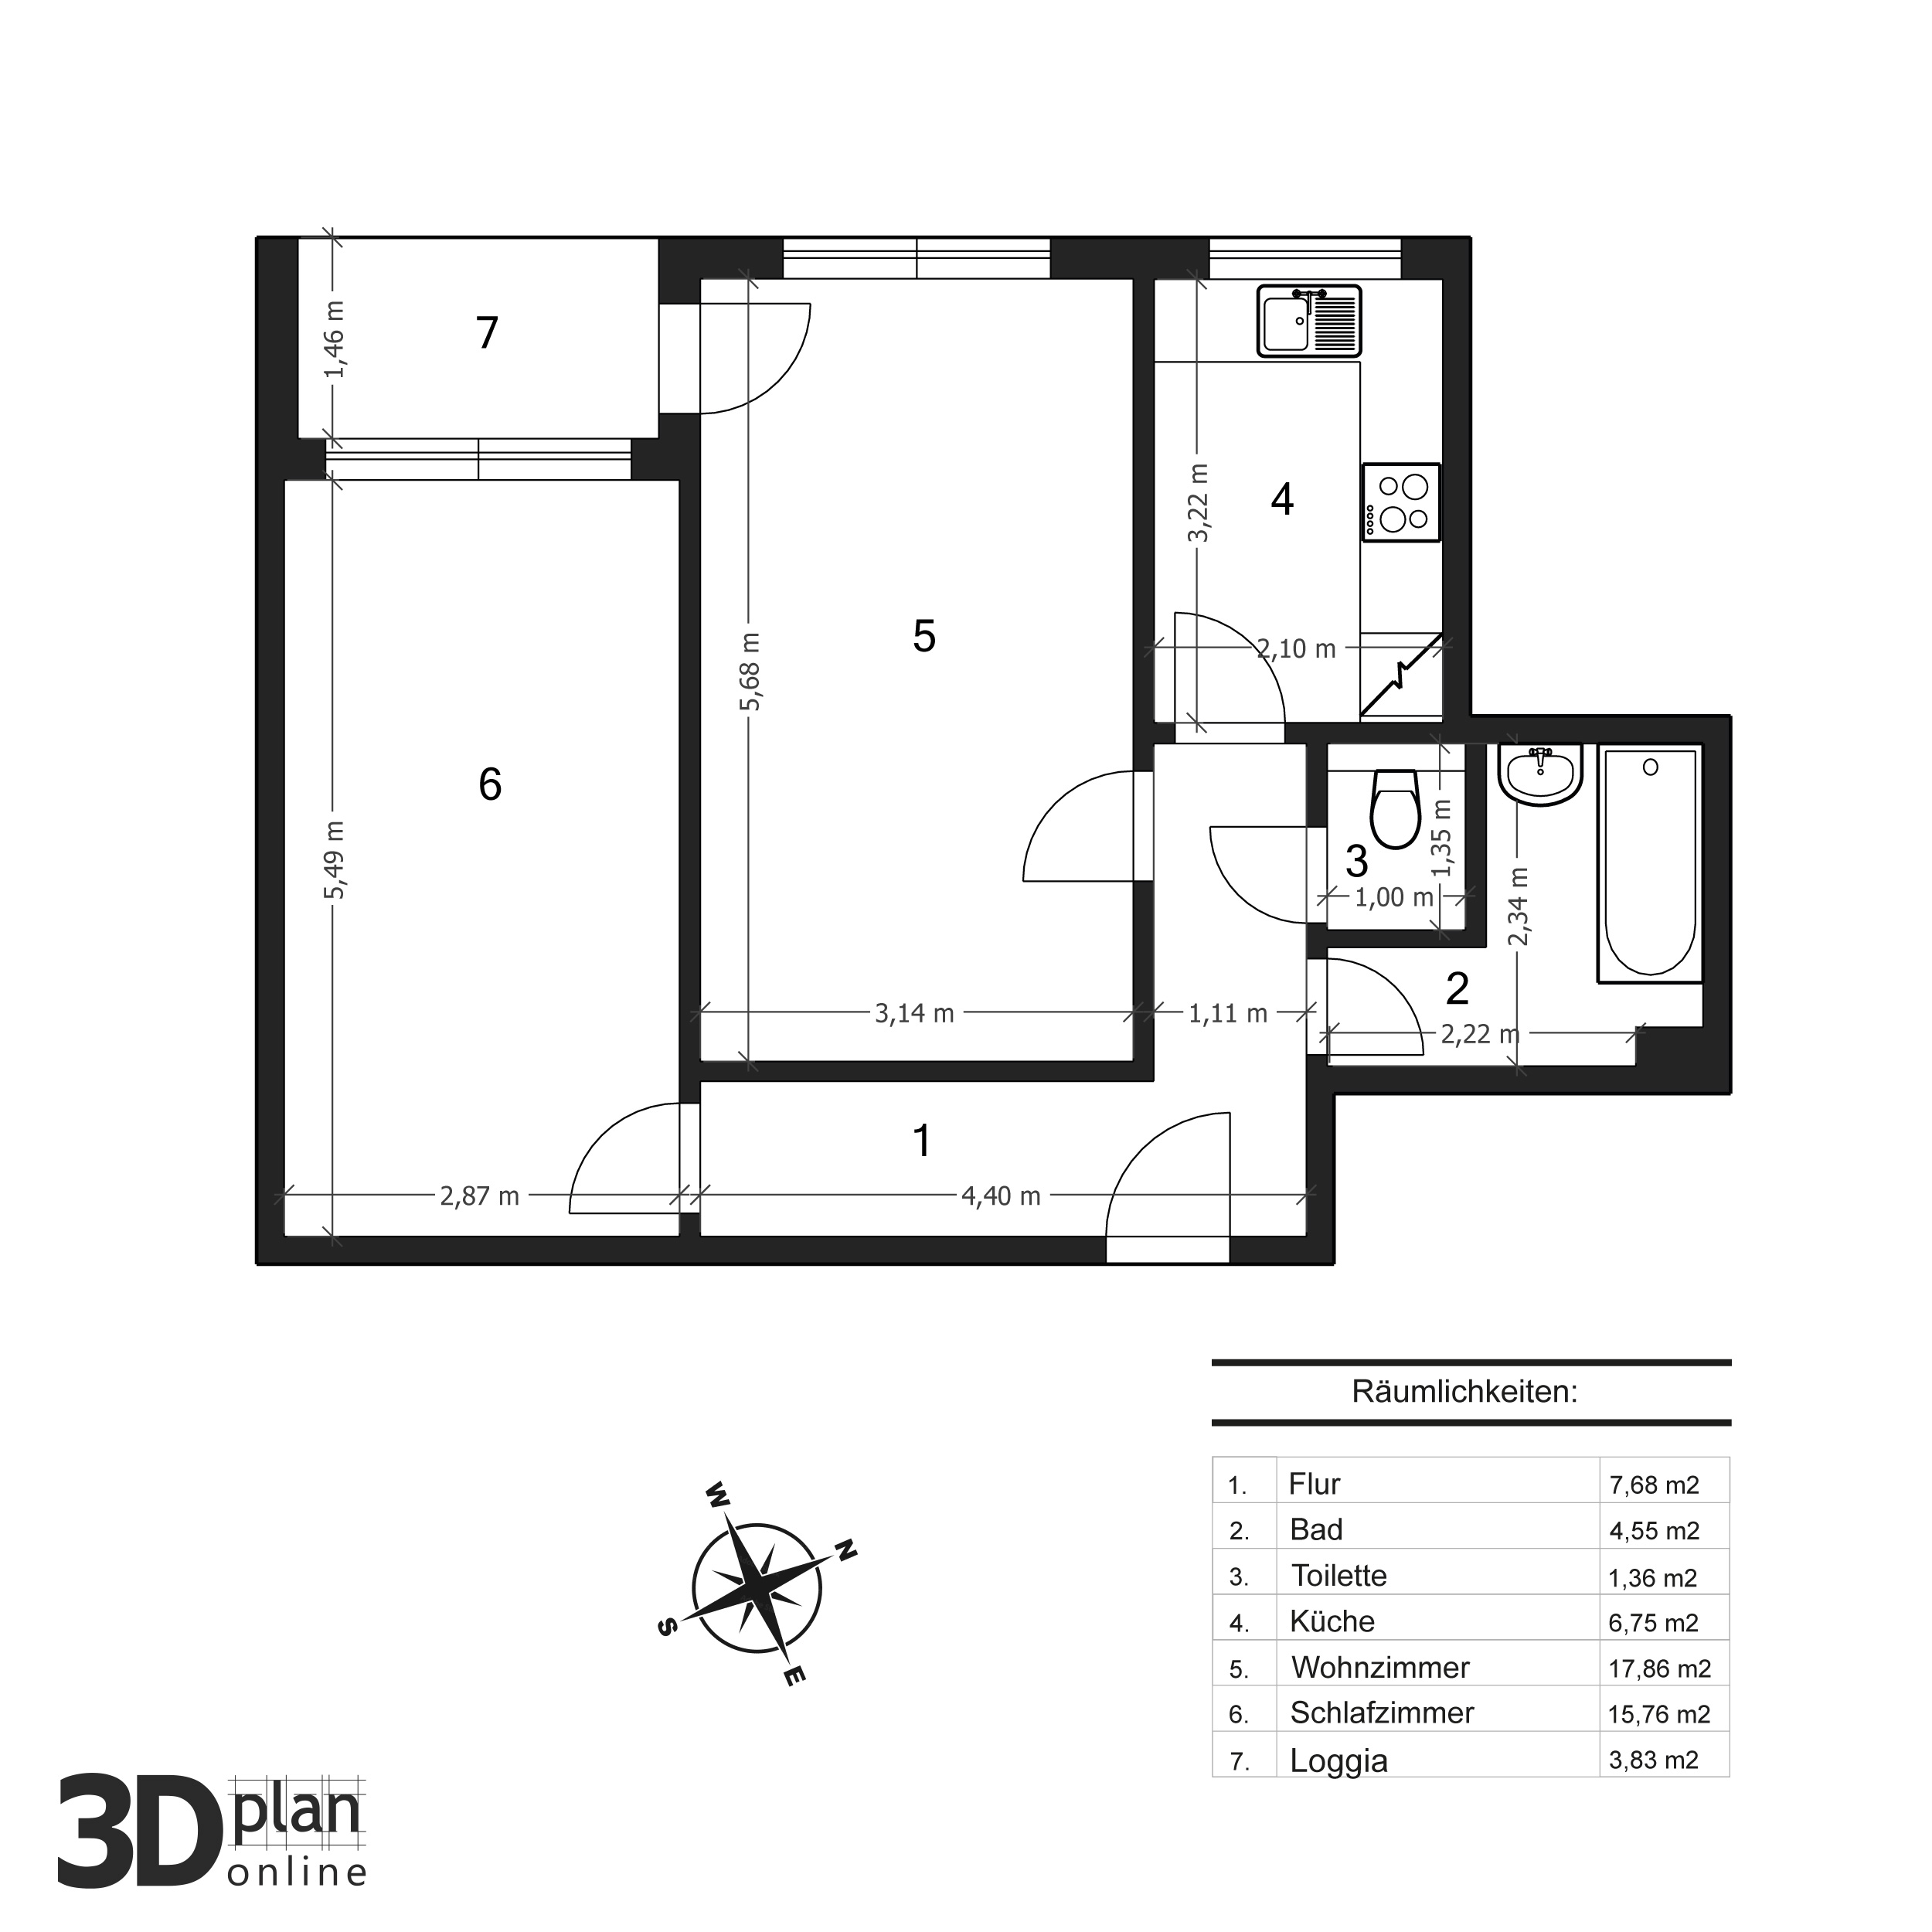 7
1,46 m
5
4
3,22 m
5,68 m
2,10 m
6
5,49 m
3
1,35 m
1,00 m
2,34 m
2
2,22 m
3,14 m
1,11 m
1
2,87 m
4,40 m
Räumlichkeiten:
1. Flur 7,68 m2
2. Bad 4,55 m2
3. Toilette 1,36 m2
4. Küche 6,75 m2
5. Wohnzimmer 17,86 m2
6. Schlafzimmer 15,76 m2
7. Loggia 3,83 m2
W
N
S
E
3D plan
online